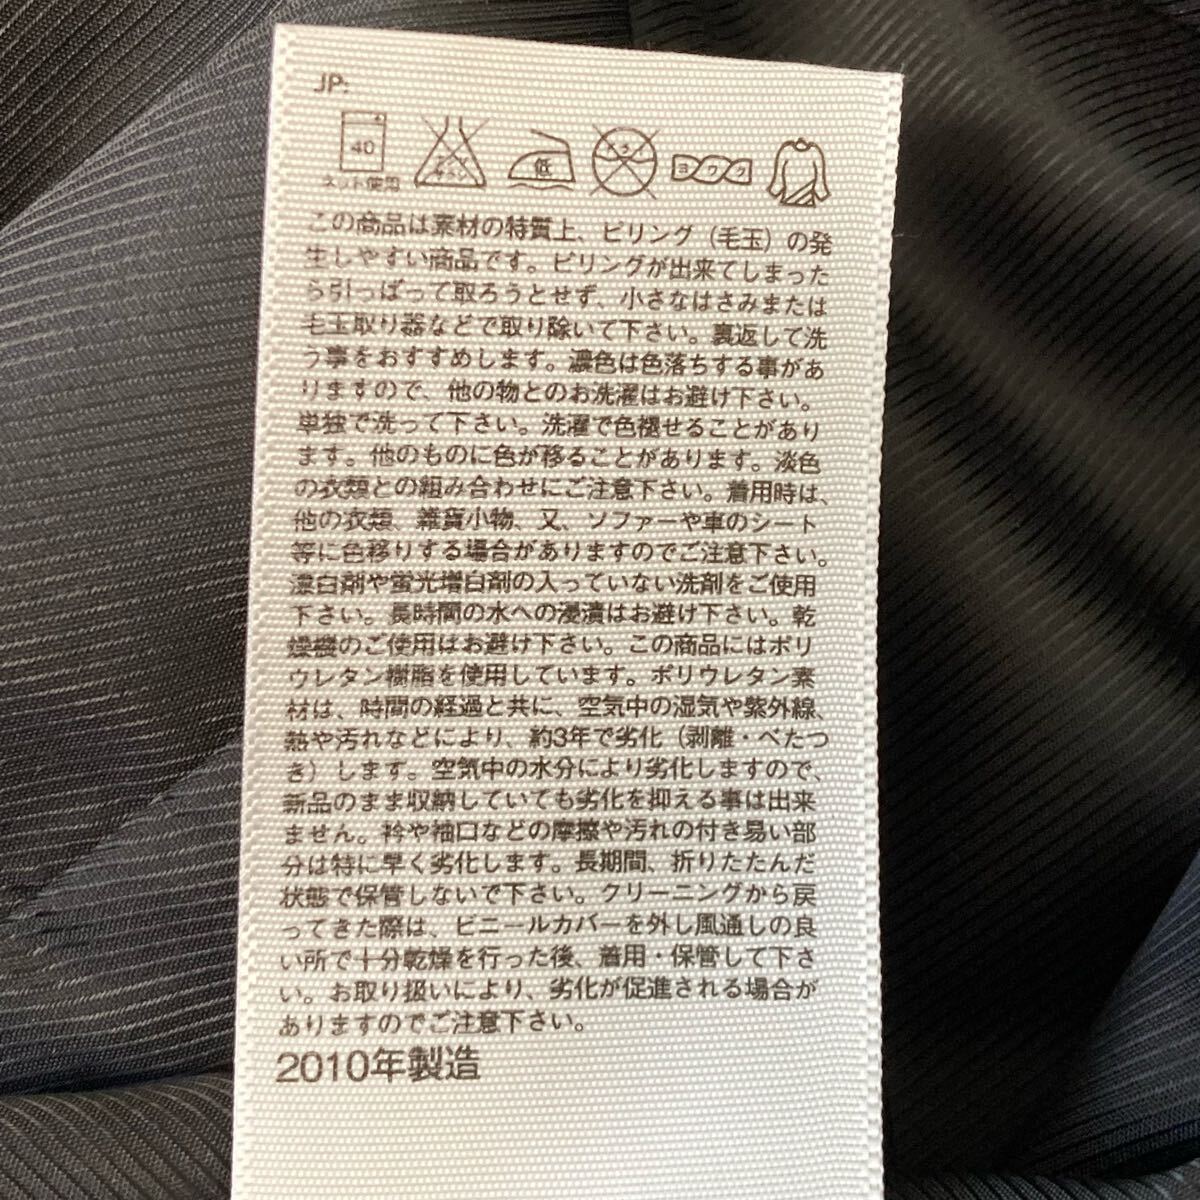 JP:
40 低 ヨワク
ネット使用
この商品は素材の特質上、ピリング（毛玉）の発
生しやすい商品です。ピリングが出来てしまった
ら引っぱって取ろうとせず、小さなはさみまたは
毛玉取り器などで取り除いて下さい。裏返して洗
う事をおすすめします。濃色は色落ちする事があ
りますので、他の物とのお洗濯はお避け下さい。
単独で洗って下さい。洗濯で色褪せることがあり
ます。他のものに色が移ることがあります。淡色
の衣類との組み合わせにご注意下さい。着用時は、
他の衣類、雑貨小物、又、ソファーや車のシート
等に色移りする場合がありますのでご注意下さい。
漂白剤や蛍光増白剤の入っていない洗剤をご使用
下さい。長時間の水への浸漬はお避け下さい。乾
燥機のご使用はお避け下さい。この商品にはポリ
ウレタン樹脂を使用しています。ポリウレタン素
材は、時間の経過と共に、空気中の湿気や紫外線、
熱や汚れなどにより、約3年で劣化（剥離・べたつ
き）します。空気中の水分により劣化しますので、
新品のまま収納していても劣化を抑える事は出来
ません。衿や袖口などの摩擦や汚れの付き易い部
分は特に早く劣化します。長期間、折りたたんだ
状態で保管しないで下さい。クリーニングから戻
ってきた際は、ビニールカバーを外し風通しの良
い所で十分乾燥を行った後、着用・保管して下さ
い。お取り扱いにより、劣化が促進される場合が
ありますのでご注意下さい。
2010年製造